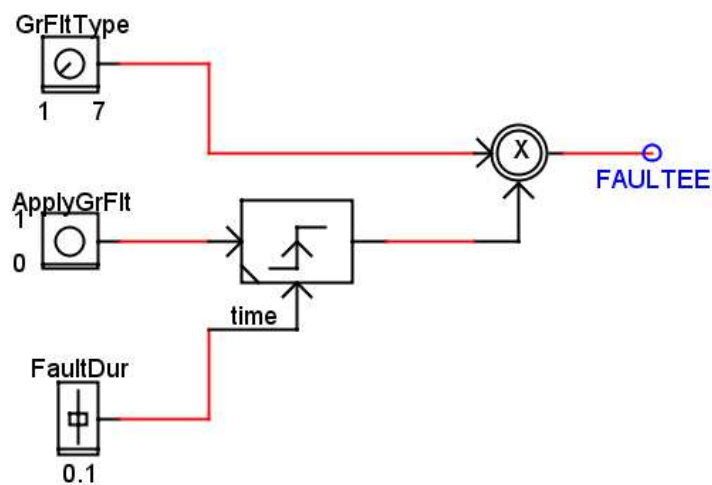 GrFltType
1 7
X
FAULTEE
ApplyGrFlt
1
0
time
FaultDur
0.1